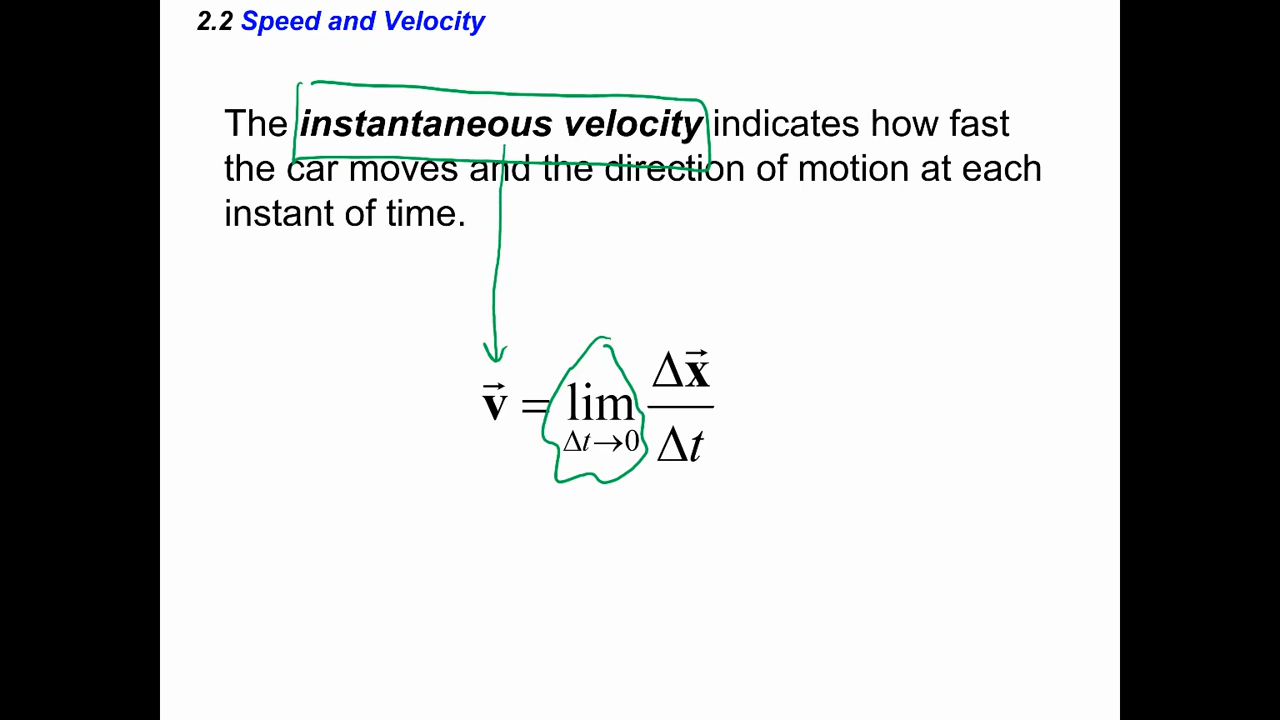 2.2 Speed and Velocity
The instantaneous velocity indicates how fast
the car moves and the direction of motion at each
instant of time.
v⃗ = lim Δt→0 Δx⃗ / Δt